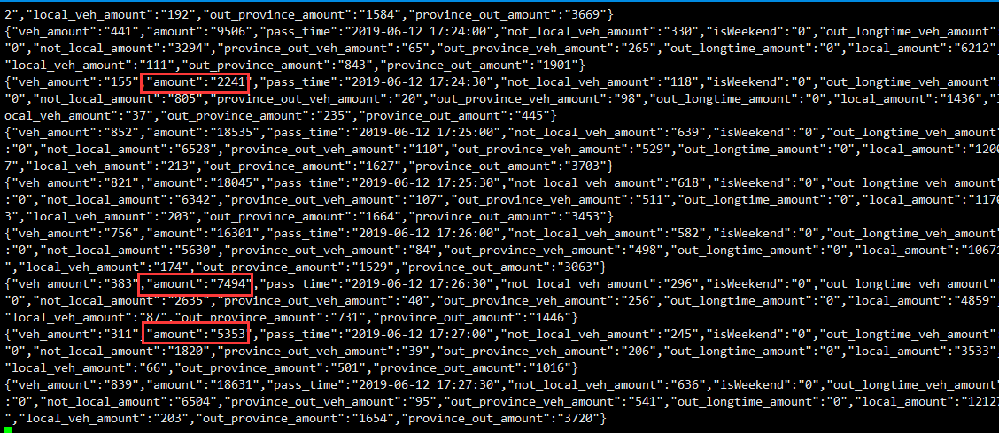 2","local_veh_amount":"192","out_province_amount":"1584","province_out_amount":"3669"}
{"veh_amount":"441","amount":"9506","pass_time":"2019-06-12 17:24:00","not_local_veh_amount":"330","isWeekend":"0","out_longtime_veh_amount"
"0","not_local_amount":"3294","province_out_veh_amount":"65","out_province_veh_amount":"265","out_longtime_amount":"0","local_amount":"6212"
"local_veh_amount":"111","out_province_amount":"843","province_out_amount":"1901"}
{"veh_amount":"155","amount":"2241","pass_time":"2019-06-12 17:24:30","not_local_veh_amount":"118","isWeekend":"0","out_longtime_veh_amount"
"0","not_local_amount":"805","province_out_veh_amount":"20","out_province_veh_amount":"98","out_longtime_amount":"0","local_amount":"1436","l
ocal_veh_amount":"37","out_province_amount":"235","province_out_amount":"445"}
{"veh_amount":"852","amount":"18535","pass_time":"2019-06-12 17:25:00","not_local_veh_amount":"639","isWeekend":"0","out_longtime_veh_amoun
:"0","not_local_amount":"6528","province_out_veh_amount":"110","out_province_veh_amount":"529","out_longtime_amount":"0","local_amount":"1200
7","local_veh_amount":"213","out_province_amount":"1627","province_out_amount":"3703"}
{"veh_amount":"821","amount":"18045","pass_time":"2019-06-12 17:25:30","not_local_veh_amount":"618","isWeekend":"0","out_longtime_veh_amoun
:"0","not_local_amount":"6342","province_out_veh_amount":"107","out_province_veh_amount":"511","out_longtime_amount":"0","local_amount":"1170
3","local_veh_amount":"203","out_province_amount":"1664","province_out_amount":"3453"}
{"veh_amount":"756","amount":"16301","pass_time":"2019-06-12 17:26:00","not_local_veh_amount":"582","isWeekend":"0","out_longtime_veh_amoun
:"0","not_local_amount":"5630","province_out_veh_amount":"84","out_province_veh_amount":"498","out_longtime_amount":"0","local_amount":"10671
","local_veh_amount":"174","out_province_amount":"1529","province_out_amount":"3063"}
{"veh_amount":"383","amount":"7494","pass_time":"2019-06-12 17:26:30","not_local_veh_amount":"296","isWeekend":"0","out_longtime_veh_amount"
"0","not_local_amount":"2635","province_out_veh_amount":"40","out_province_veh_amount":"256","out_longtime_amount":"0","local_amount":"4859"
"local_veh_amount":"87","out_province_amount":"731","province_out_amount":"1446"}
{"veh_amount":"311","amount":"5353","pass_time":"2019-06-12 17:27:00","not_local_veh_amount":"245","isWeekend":"0","out_longtime_veh_amount"
"0","not_local_amount":"1820","province_out_veh_amount":"39","out_province_veh_amount":"206","out_longtime_amount":"0","local_amount":"3533"
"local_veh_amount":"66","out_province_amount":"501","province_out_amount":"1016"}
{"veh_amount":"839","amount":"18631","pass_time":"2019-06-12 17:27:30","not_local_veh_amount":"636","isWeekend":"0","out_longtime_veh_amoun
:"0","not_local_amount":"6504","province_out_veh_amount":"95","out_province_veh_amount":"541","out_longtime_amount":"0","local_amount":"12127
","local_veh_amount":"203","out_province_amount":"1654","province_out_amount":"3720"}